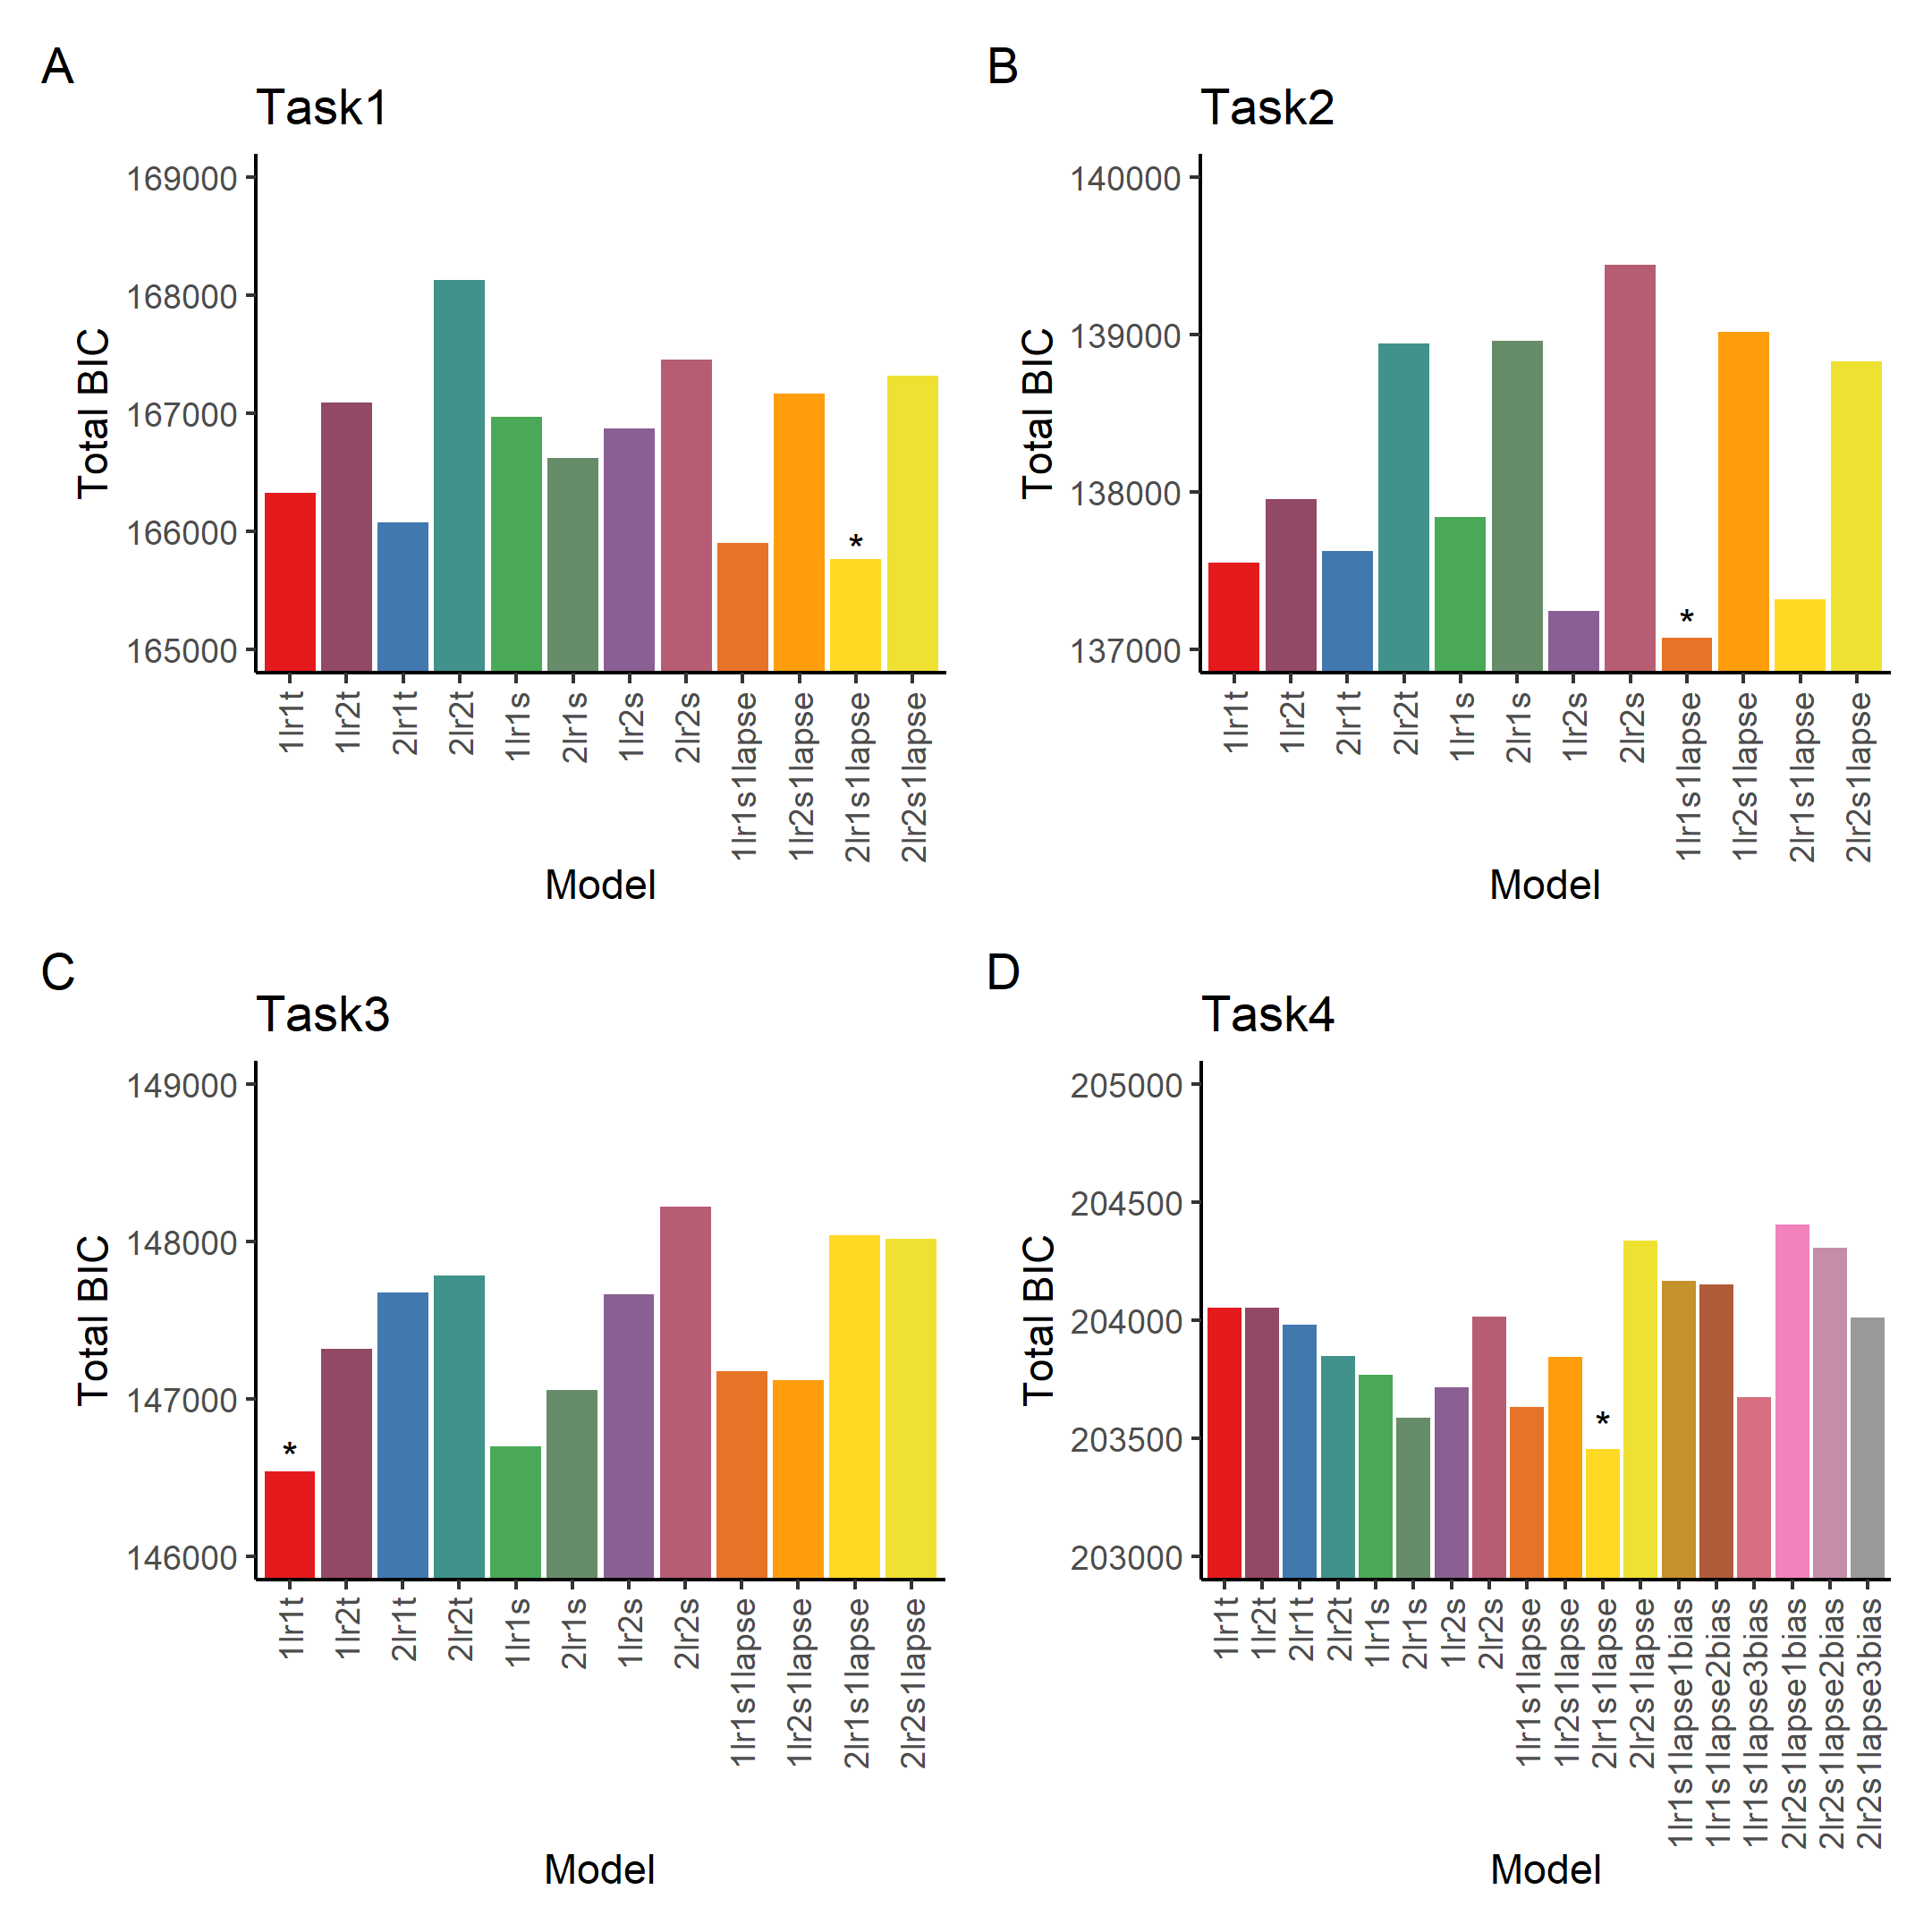 A
Task1
Total BIC
169000
168000
167000
166000
165000
*
1lr1t
1lr2t
2lr1t
2lr2t
1lr1s
2lr1s
1lr2s
2lr2s
1lr1s1lapse
1lr2s1lapse
2lr1s1lapse
2lr2s1lapse
Model
B
Task2
Total BIC
140000
139000
138000
137000
*
1lr1t
1lr2t
2lr1t
2lr2t
1lr1s
2lr1s
1lr2s
2lr2s
1lr1s1lapse
1lr2s1lapse
2lr1s1lapse
2lr2s1lapse
Model
C
Task3
Total BIC
149000
148000
147000
146000
*
1lr1t
1lr2t
2lr1t
2lr2t
1lr1s
2lr1s
1lr2s
2lr2s
1lr1s1lapse
1lr2s1lapse
2lr1s1lapse
2lr2s1lapse
Model
D
Task4
Total BIC
205000
204500
204000
203500
203000
*
1lr1t
1lr2t
2lr1t
2lr2t
1lr1s
2lr1s
1lr2s
2lr2s
1lr1s1lapse
1lr2s1lapse
2lr1s1lapse
2lr2s1lapse
1lr1s1lapse1bias
1lr1s1lapse2bias
1lr1s1lapse3bias
2lr2s1lapse1bias
2lr2s1lapse2bias
2lr2s1lapse3bias
Model